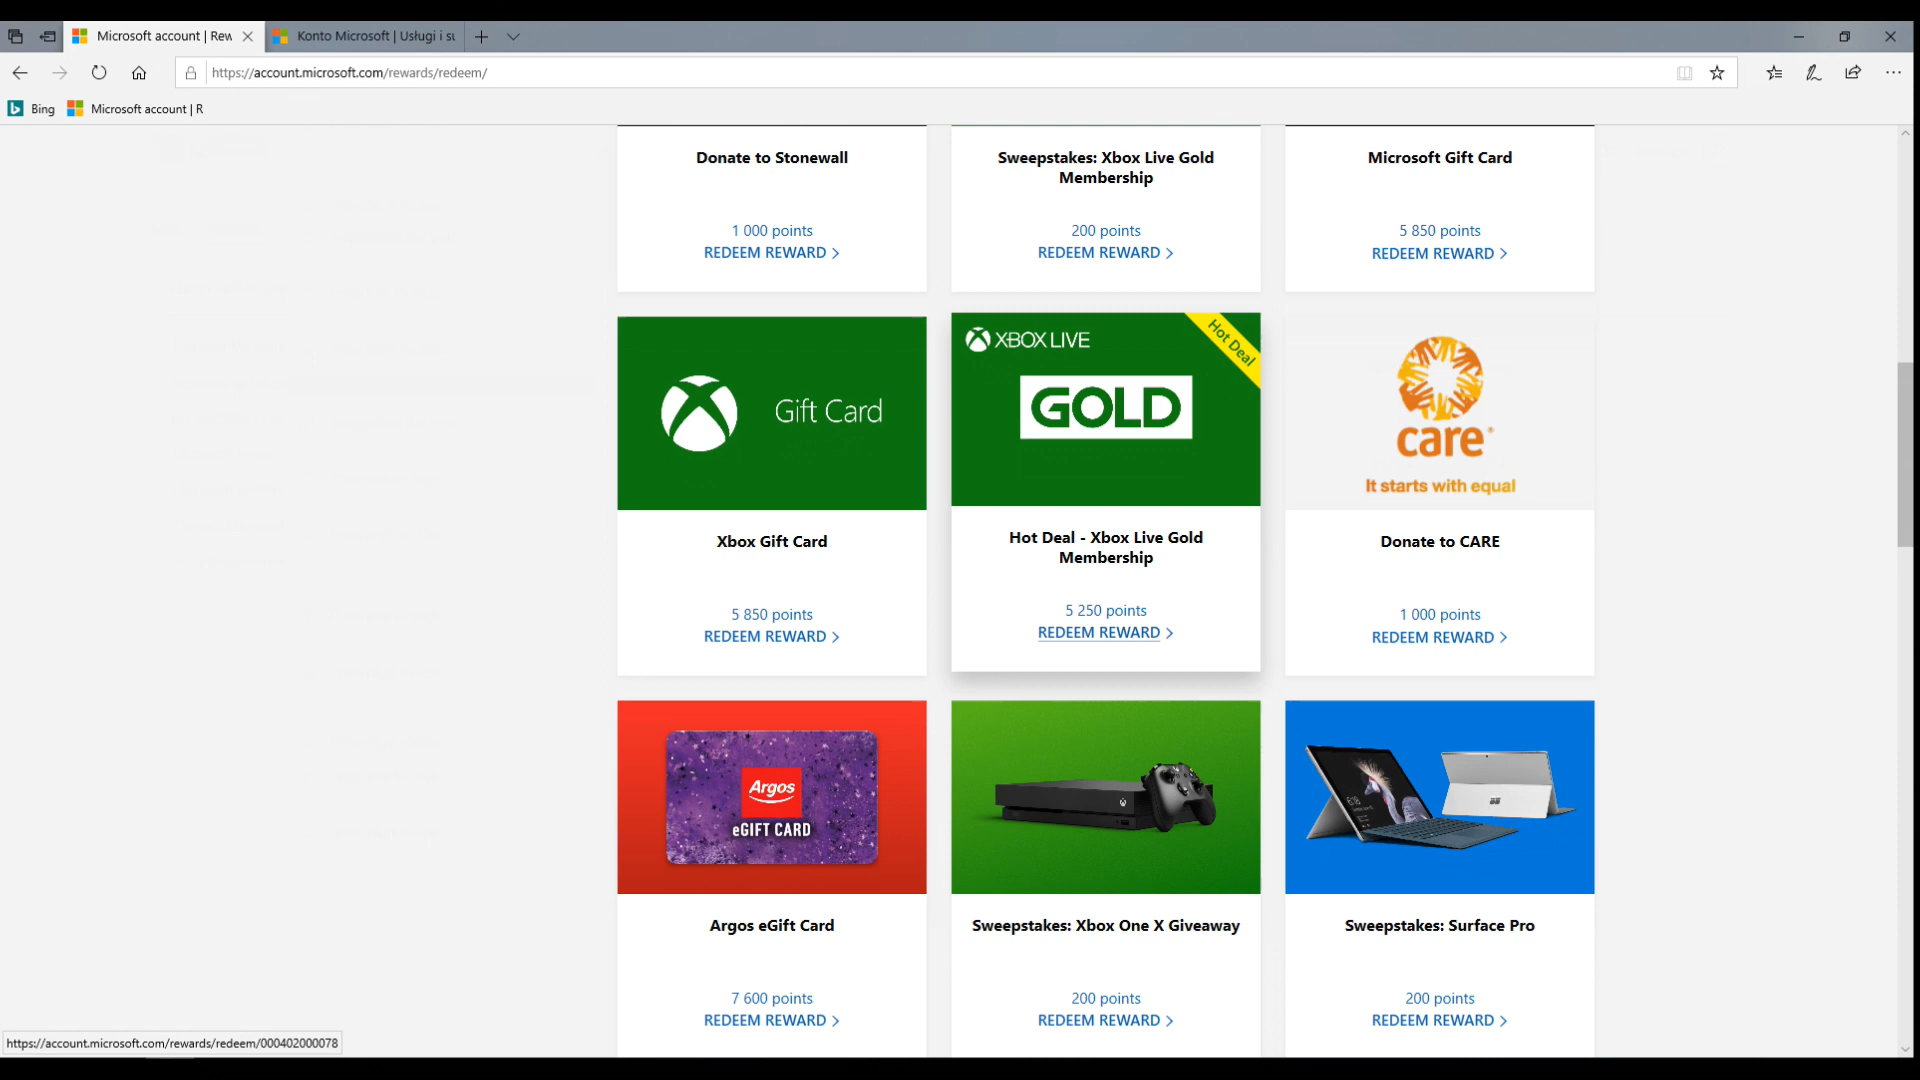 Microsoft account | Rew
Konto Microsoft | Usługi i su
https://account.microsoft.com/rewards/redeem/
Bing
Microsoft account | R
Donate to Stonewall
1 000 points
REDEEM REWARD >
Sweepstakes: Xbox Live Gold
Membership
200 points
REDEEM REWARD >
Microsoft Gift Card
5 850 points
REDEEM REWARD >
Gift Card
Xbox Gift Card
5 850 points
REDEEM REWARD >
XBOX LIVE
Hot Deal
GOLD
Hot Deal - Xbox Live Gold
Membership
5 250 points
REDEEM REWARD >
care®
It starts with equal
Donate to CARE
1 000 points
REDEEM REWARD >
Argos
eGIFT CARD
Argos eGift Card
7 600 points
REDEEM REWARD >
Sweepstakes: Xbox One X Giveaway
200 points
REDEEM REWARD >
Sweepstakes: Surface Pro
200 points
REDEEM REWARD >
https://account.microsoft.com/rewards/redeem/000402000078